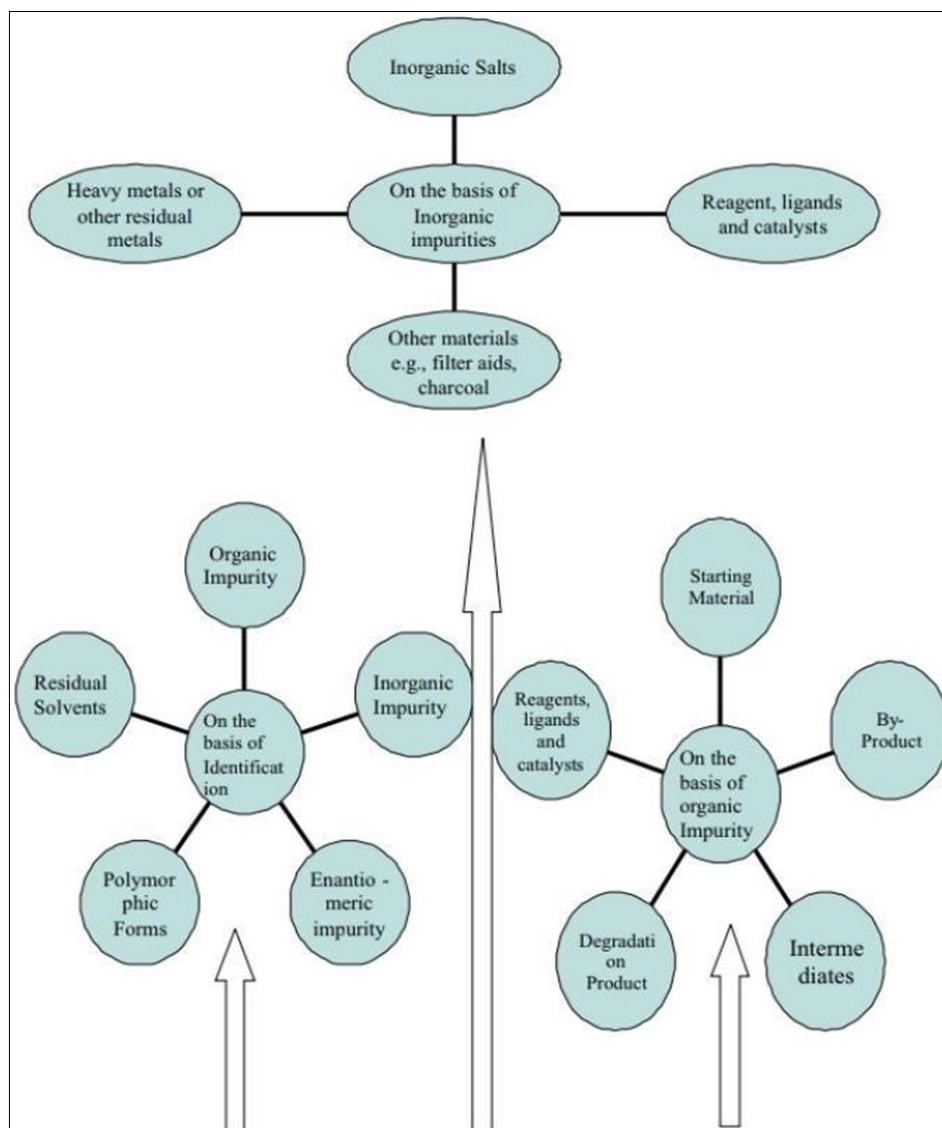 Inorganic Salts
Heavy metals or
other residual
metals
On the basis of
Inorganic
impurities
Reagent, ligands
and catalysts
Other materials
e.g., filter aids,
charcoal
Organic
Impurity
Residual
Solvents
Inorganic
Impurity
On the
basis of
Identificat
ion
Polymor
phic
Forms
Enantio -
meric
impurity
Starting
Material
Reagents,
ligands
and
catalysts
By-
Product
On the
basis of
organic
Impurity
Degradati
on
Product
Interme
diates